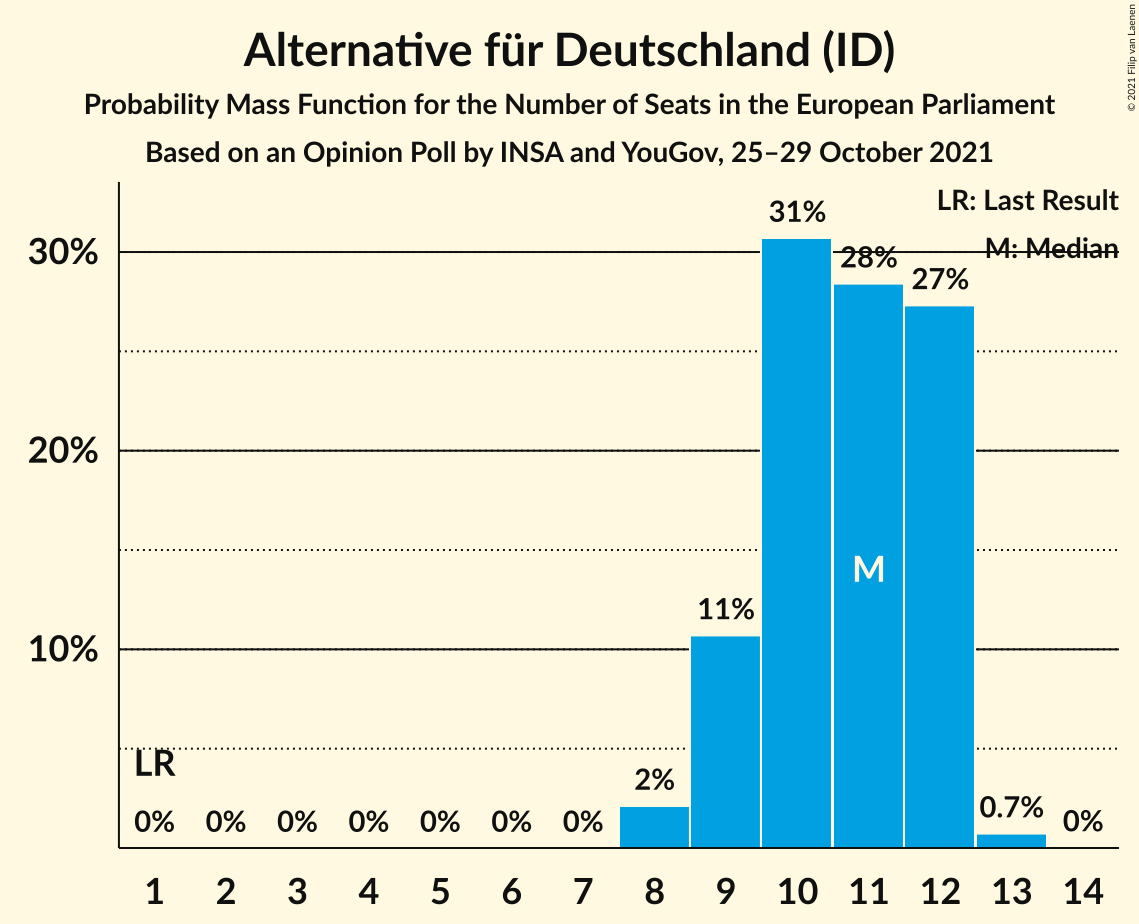 Alternative für Deutschland (ID)
Probability Mass Function for the Number of Seats in the European Parliament
Based on an Opinion Poll by INSA and YouGov, 25–29 October 2021
© 2021 Filip van Laenen
LR: Last Result
M: Median
30%
20%
10%
31%
28%
27%
M
11%
LR
2%
0.7%
0% 0% 0% 0% 0% 0% 0% 0%
1 2 3 4 5 6 7 8 9 10 11 12 13 14